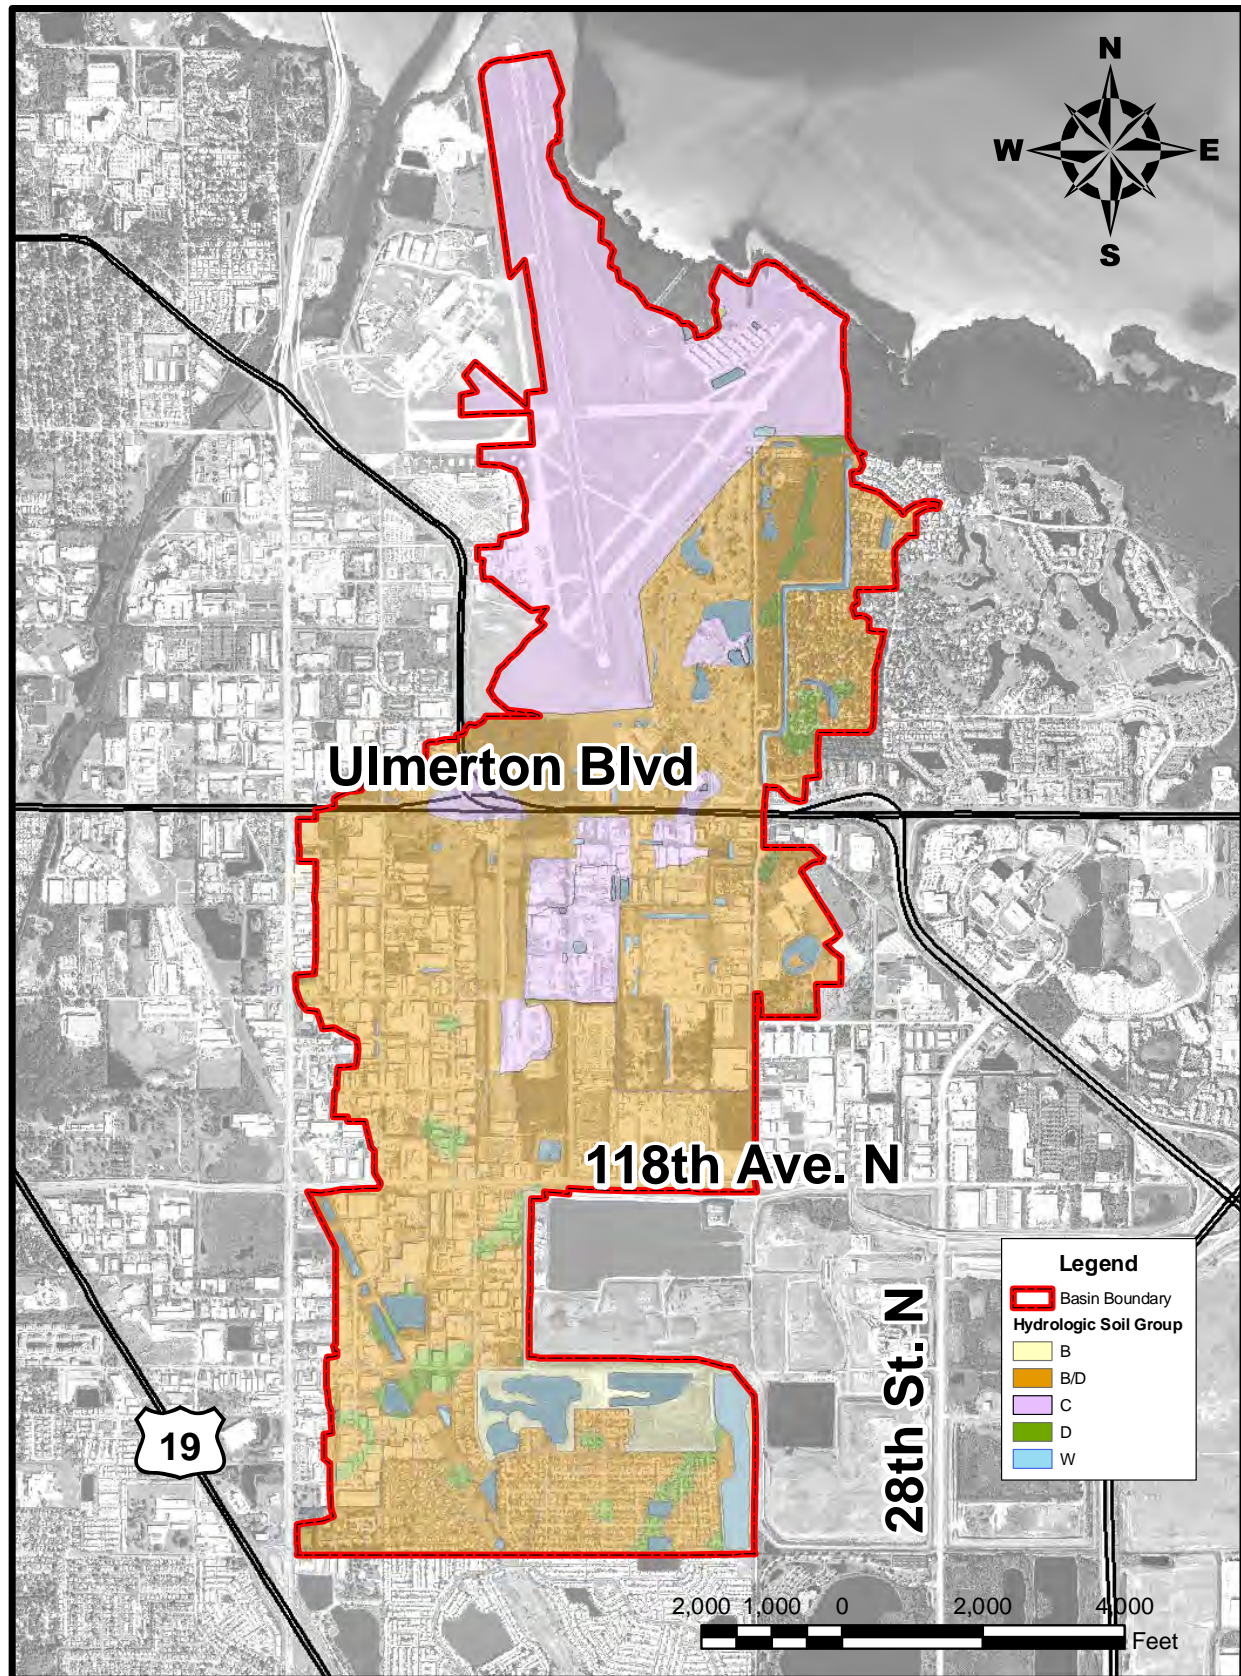 N
W E
S
Ulmerton Blvd
118th Ave. N
28th St. N
19
Legend
Basin Boundary
Hydrologic Soil Group
B
B/D
C
D
W
2,000 1,000 0 2,000 4,000
Feet